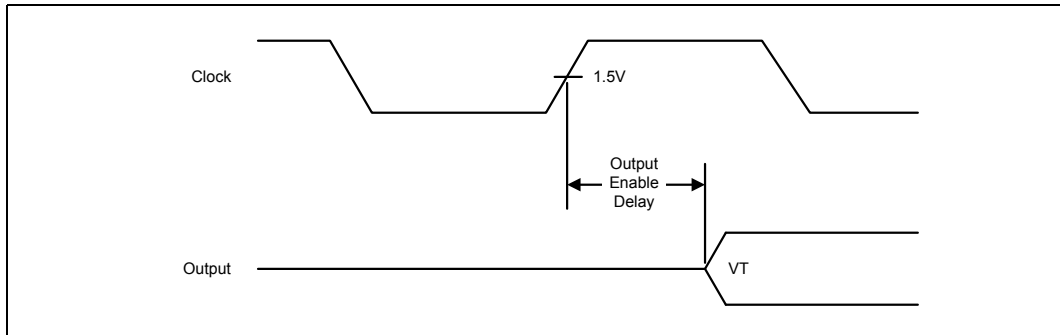 Clock
1.5V
Output
Enable
Delay
Output
VT